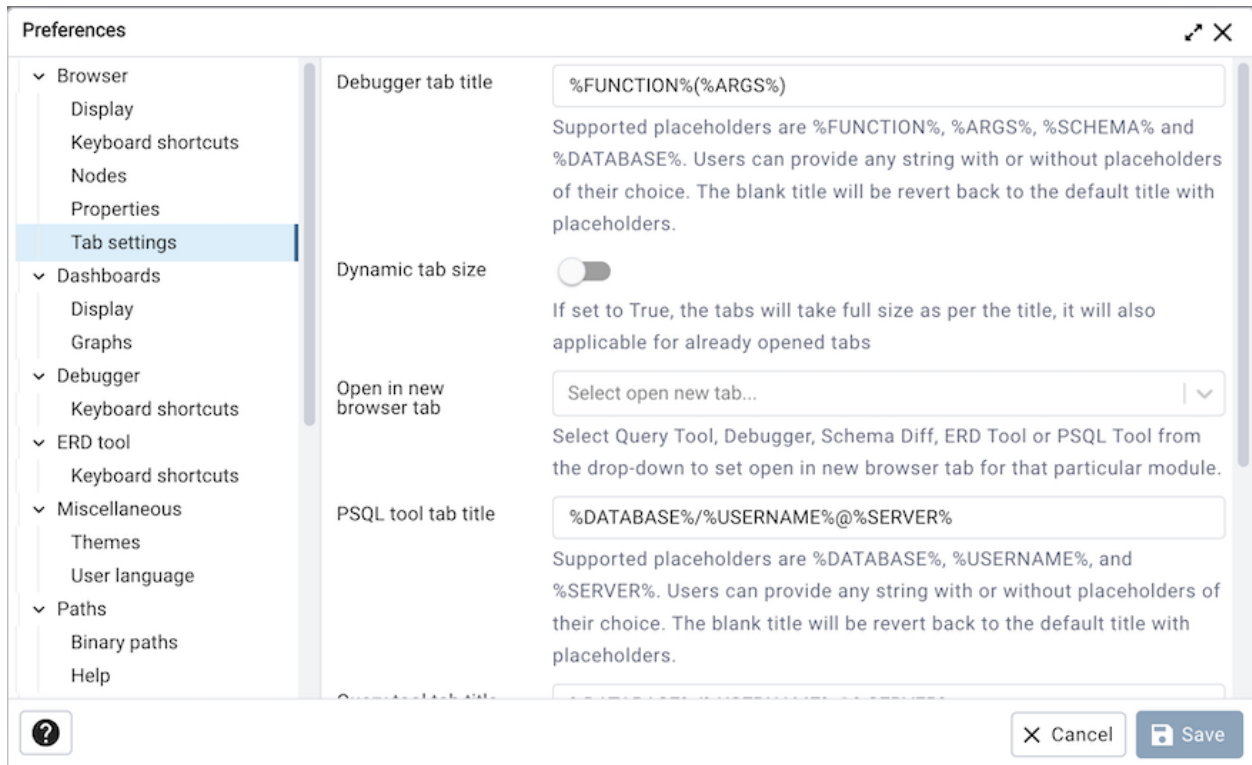 Preferences
Browser
Display
Keyboard shortcuts
Nodes
Properties
Tab settings
Dashboards
Display
Graphs
Debugger
Keyboard shortcuts
ERD tool
Keyboard shortcuts
Miscellaneous
Themes
User language
Paths
Binary paths
Help
Debugger tab title
%FUNCTION%(%ARGS%)
Supported placeholders are %FUNCTION%, %ARGS%, %SCHEMA% and
%DATABASE%. Users can provide any string with or without placeholders
of their choice. The blank title will be revert back to the default title with
placeholders.
Dynamic tab size
If set to True, the tabs will take full size as per the title, it will also
applicable for already opened tabs
Open in new
browser tab
Select open new tab...
Select Query Tool, Debugger, Schema Diff, ERD Tool or PSQL Tool from
the drop-down to set open in new browser tab for that particular module.
PSQL tool tab title
%DATABASE%/%USERNAME%@%SERVER%
Supported placeholders are %DATABASE%, %USERNAME%, and
%SERVER%. Users can provide any string with or without placeholders of
their choice. The blank title will be revert back to the default title with
placeholders.
Query tool tab title
Cancel
Save